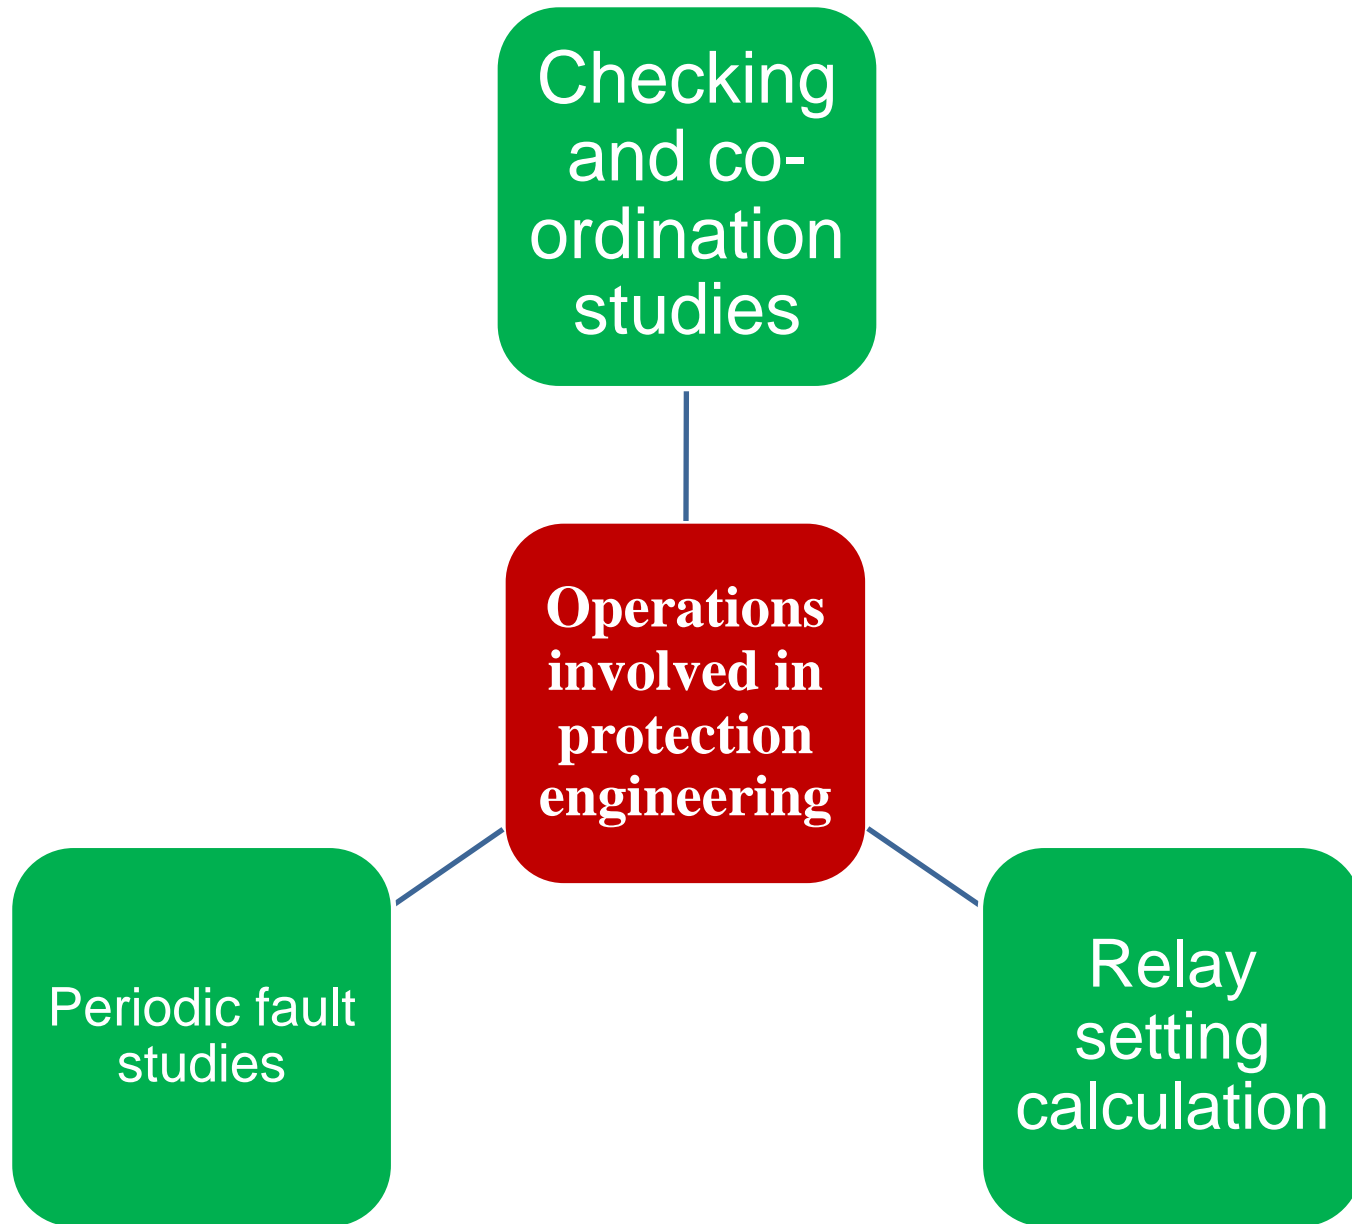 Checking
and co-
ordination
studies
Operations
involved in
protection
engineering
Periodic fault
studies
Relay
setting
calculation